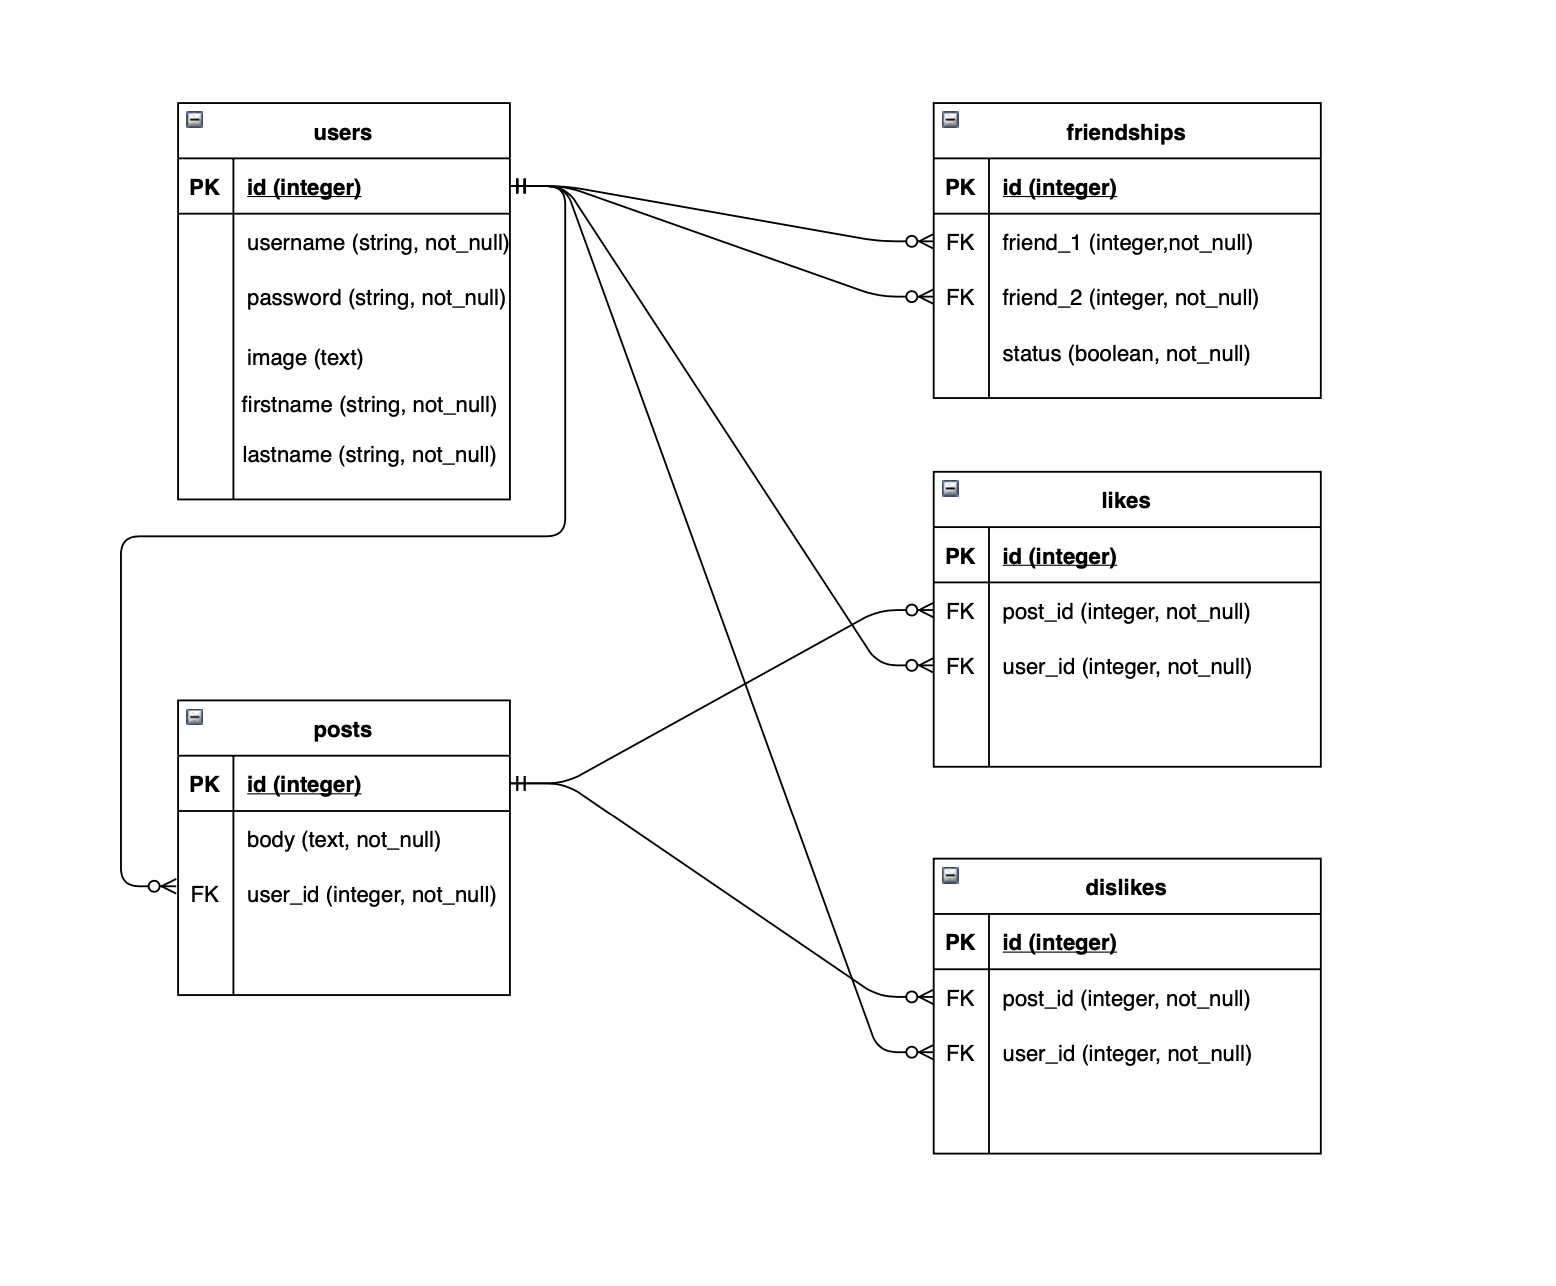 users
PK id (integer)
username (string, not_null)
password (string, not_null)
image (text)
firstname (string, not_null)
lastname (string, not_null)
friendships
PK id (integer)
FK friend_1 (integer,not_null)
FK friend_2 (integer, not_null)
status (boolean, not_null)
likes
PK id (integer)
FK post_id (integer, not_null)
FK user_id (integer, not_null)
posts
PK id (integer)
body (text, not_null)
FK user_id (integer, not_null)
dislikes
PK id (integer)
FK post_id (integer, not_null)
FK user_id (integer, not_null)